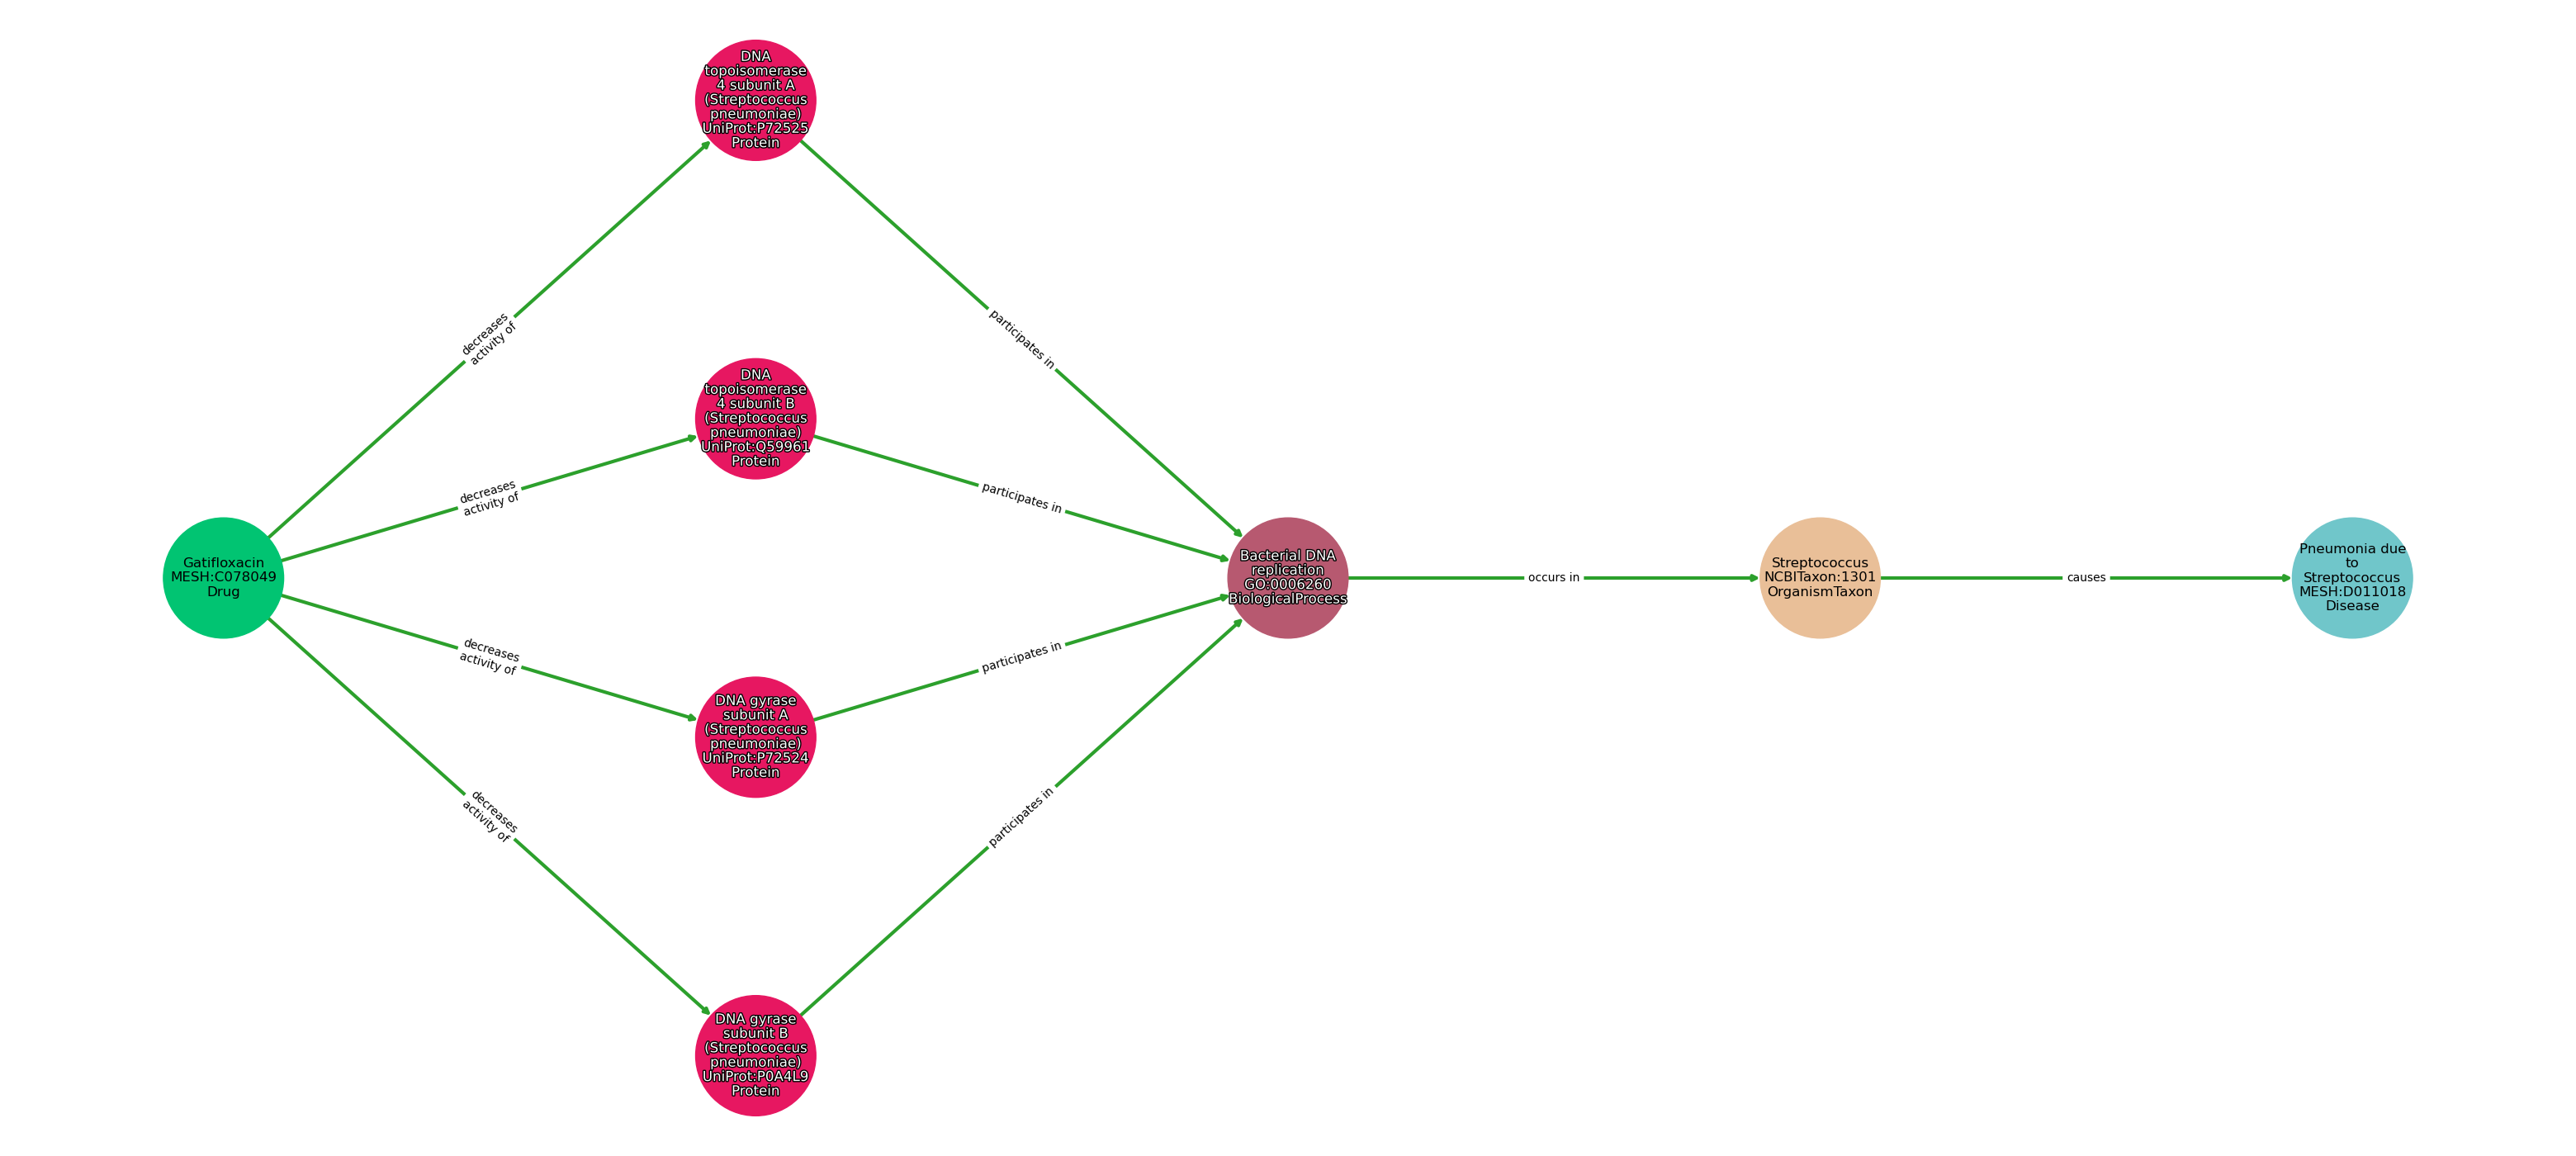 DNA
topoisomerase
4 subunit A
(Streptococcus
pneumoniae)
UniProt:P72525
Protein
decreases
activity of
participates in
DNA
topoisomerase
4 subunit B
(Streptococcus
pneumoniae)
UniProt:Q59961
Protein
decreases
activity of
participates in
Gatifloxacin
MESH:C078049
Drug
Bacterial DNA
replication
GO:0006260
BiologicalProcess
occurs in
Streptococcus
NCBITaxon:1301
OrganismTaxon
causes
Pneumonia due
to
Streptococcus
MESH:D011018
Disease
decreases
activity of
participates in
DNA gyrase
subunit A
(Streptococcus
pneumoniae)
UniProt:P72524
Protein
decreases
activity of
participates in
DNA gyrase
subunit B
(Streptococcus
pneumoniae)
UniProt:P0A4L9
Protein